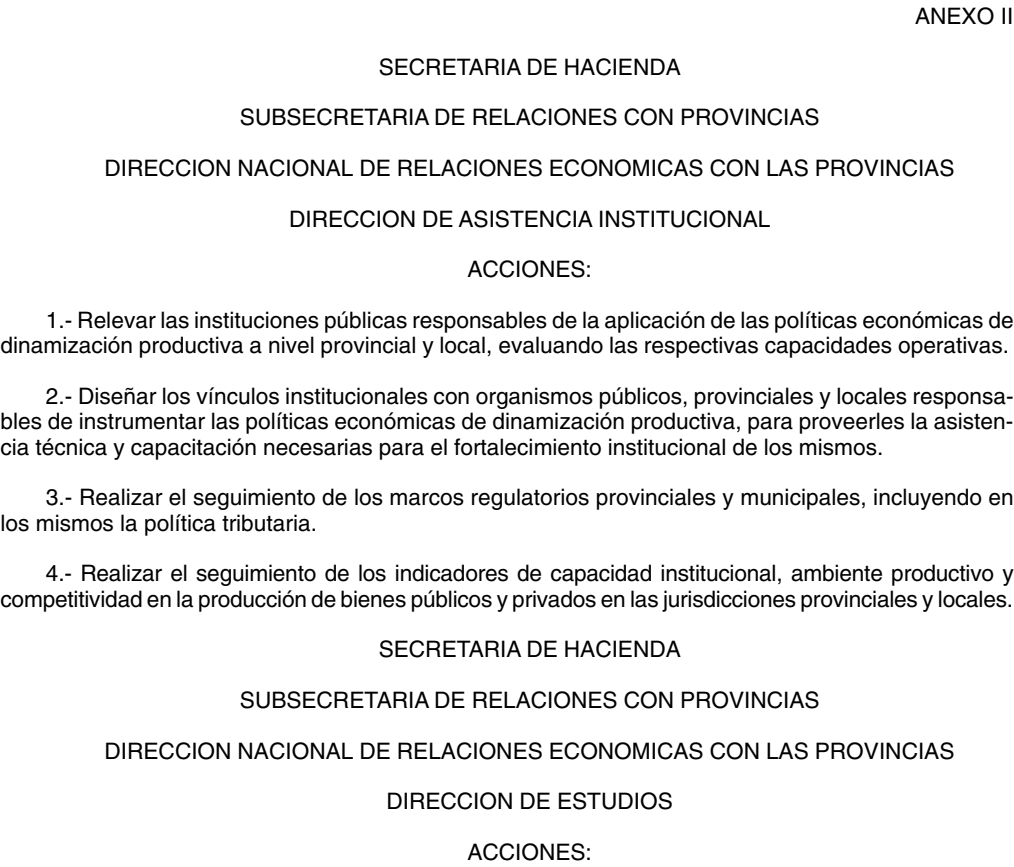 ANEXO II
SECRETARIA DE HACIENDA
SUBSECRETARIA DE RELACIONES CON PROVINCIAS
DIRECCION NACIONAL DE RELACIONES ECONOMICAS CON LAS PROVINCIAS
DIRECCION DE ASISTENCIA INSTITUCIONAL
ACCIONES:
1.- Relevar las instituciones públicas responsables de la aplicación de las políticas económicas de
dinamización productiva a nivel provincial y local, evaluando las respectivas capacidades operativas.
2.- Diseñar los vínculos institucionales con organismos públicos, provinciales y locales responsa-
bles de instrumentar las políticas económicas de dinamización productiva, para proveerles la asisten-
cia técnica y capacitación necesarias para el fortalecimiento institucional de los mismos.
3.- Realizar el seguimiento de los marcos regulatorios provinciales y municipales, incluyendo en
los mismos la política tributaria.
4.- Realizar el seguimiento de los indicadores de capacidad institucional, ambiente productivo y
competitividad en la producción de bienes públicos y privados en las jurisdicciones provinciales y locales.
SECRETARIA DE HACIENDA
SUBSECRETARIA DE RELACIONES CON PROVINCIAS
DIRECCION NACIONAL DE RELACIONES ECONOMICAS CON LAS PROVINCIAS
DIRECCION DE ESTUDIOS
ACCIONES: